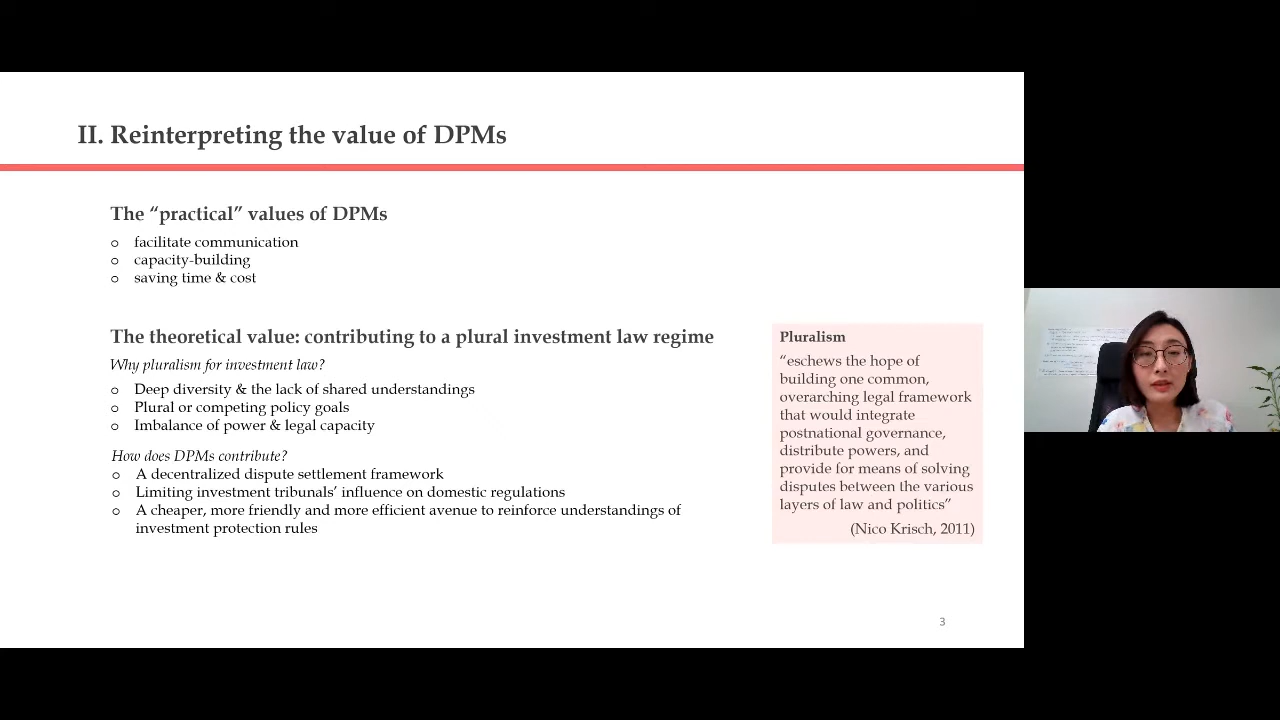 II. Reinterpreting the value of DPMs
The “practical” values of DPMs
o facilitate communication
o capacity-building
o saving time & cost
The theoretical value: contributing to a plural investment law regime
Why pluralism for investment law?
o Deep diversity & the lack of shared understandings
o Plural or competing policy goals
o Imbalance of power & legal capacity
How does DPMs contribute?
o A decentralized dispute settlement framework
o Limiting investment tribunals’ influence on domestic regulations
o A cheaper, more friendly and more efficient avenue to reinforce understandings of
investment protection rules
Pluralism
“eschews the hope of
building one common,
overarching legal framework
that would integrate
postnational governance,
distribute powers, and
provide for means of solving
disputes between the various
layers of law and politics”
(Nico Krisch, 2011)
3